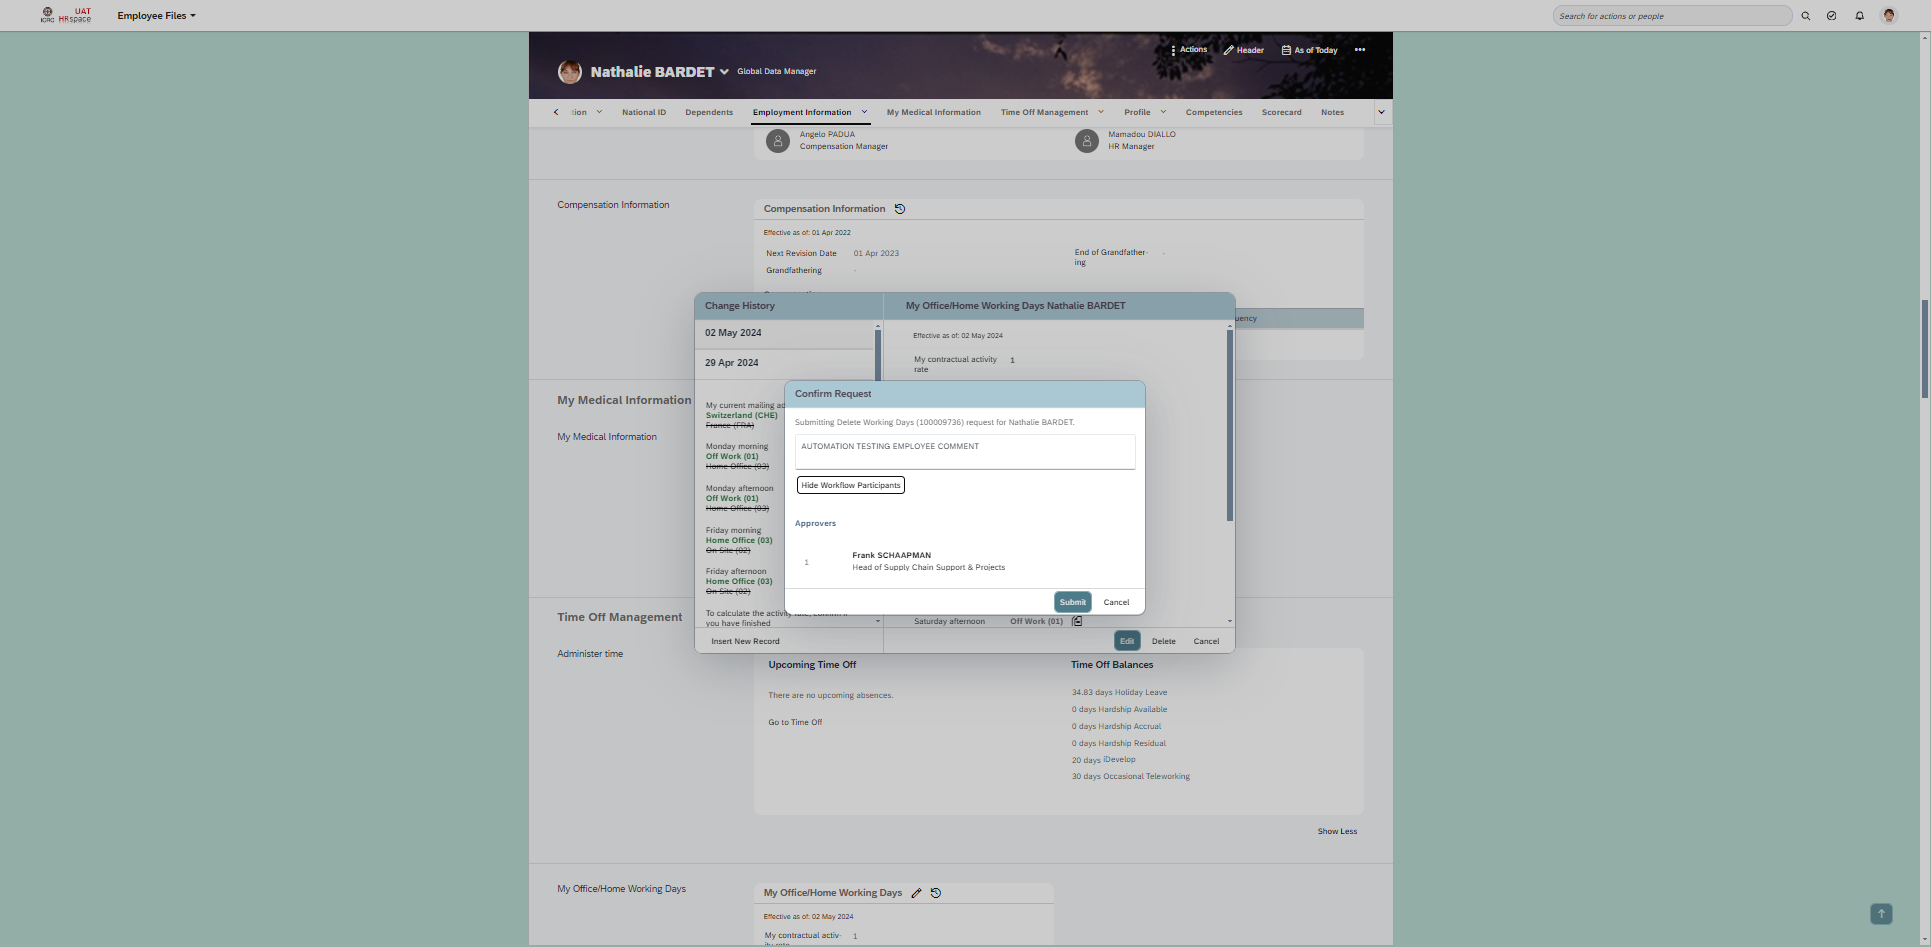 ICRC UAT HRspace
Employee Files
Search for actions or people
Actions
Header
As of Today
Nathalie BARDET
Global Data Manager
tion
National ID
Dependents
Employment Information
My Medical Information
Time Off Management
Profile
Competencies
Scorecard
Notes
Angelo PADUA
Compensation Manager
Mamadou DIALLO
HR Manager
Compensation Information
Compensation Information
Effective as of: 01 Apr 2022
Next Revision Date 01 Apr 2023
End of Grandfather-
ing -
Grandfathering -
uency
My Medical Information
My Medical Information
Time Off Management
Administer time
Change History
02 May 2024
29 Apr 2024
My current mailing ad
Switzerland (CHE)
France (FRA)
Monday morning
Off Work (01)
Home Office (03)
Monday afternoon
Off Work (01)
Home Office (03)
Friday morning
Home Office (03)
On Site (02)
Friday afternoon
Home Office (03)
On Site (02)
To calculate the activity rate, confirm if
you have finished
Insert New Record
My Office/Home Working Days Nathalie BARDET
Effective as of: 02 May 2024
My contractual activity 1
rate
Confirm Request
Submitting Delete Working Days (100009736) request for Nathalie BARDET.
AUTOMATION TESTING EMPLOYEE COMMENT
Hide Workflow Participants
Approvers
1
Frank SCHAAPMAN
Head of Supply Chain Support & Projects
Submit
Cancel
Saturday afternoon Off Work (01)
Edit
Delete
Cancel
Upcoming Time Off
There are no upcoming absences.
Go to Time Off
Time Off Balances
34.83 days Holiday Leave
0 days Hardship Available
0 days Hardship Accrual
0 days Hardship Residual
20 days iDevelop
30 days Occasional Teleworking
Show Less
My Office/Home Working Days
My Office/Home Working Days
Effective as of: 02 May 2024
My contractual activ- 1